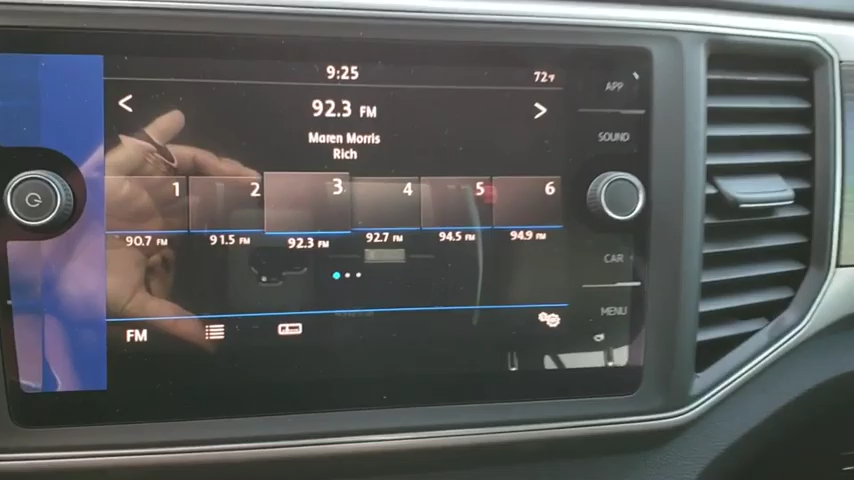 9:25
72°F
APP
92.3 FM
SOUND
Maren Morris
Rich
1 2 3 4 5 6
90.7 FM 91.5 FM 92.3 FM 92.7 FM 94.5 FM 94.9 FM
CAR
MENU
FM